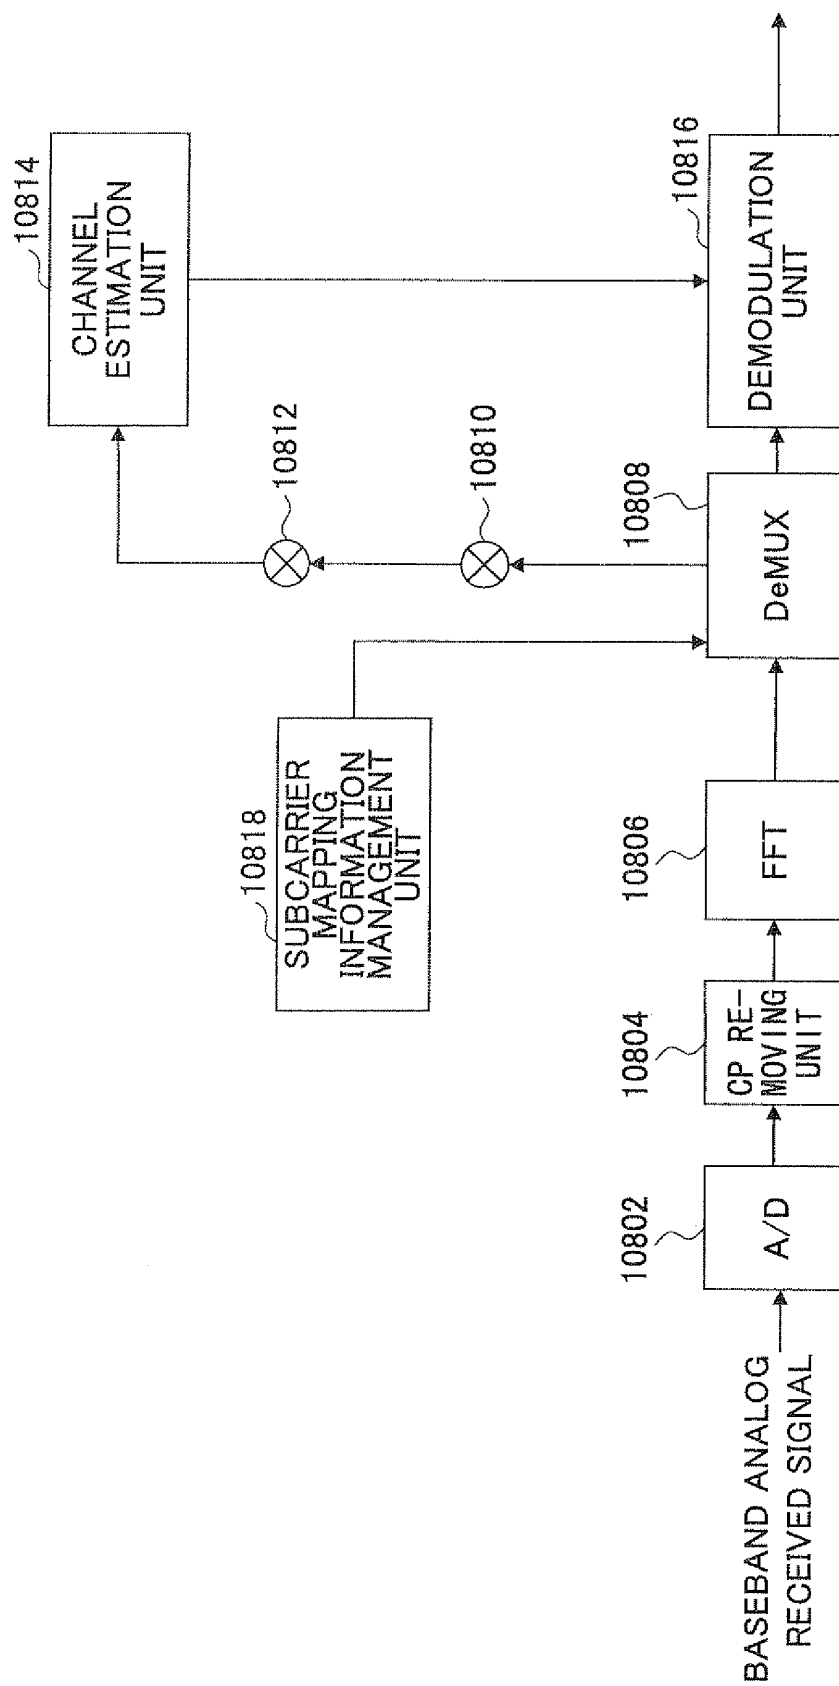 10814
CHANNEL
ESTIMATION
UNIT
10812
10810
10818
SUBCARRIER
MAPPING
INFORMATION
MANAGEMENT
UNIT
BASEBAND ANALOG
RECEIVED SIGNAL
10802
A/D
10804
CP RE-
MOVING
UNIT
10806
FFT
10808
DeMUX
10816
DEMODULATION
UNIT